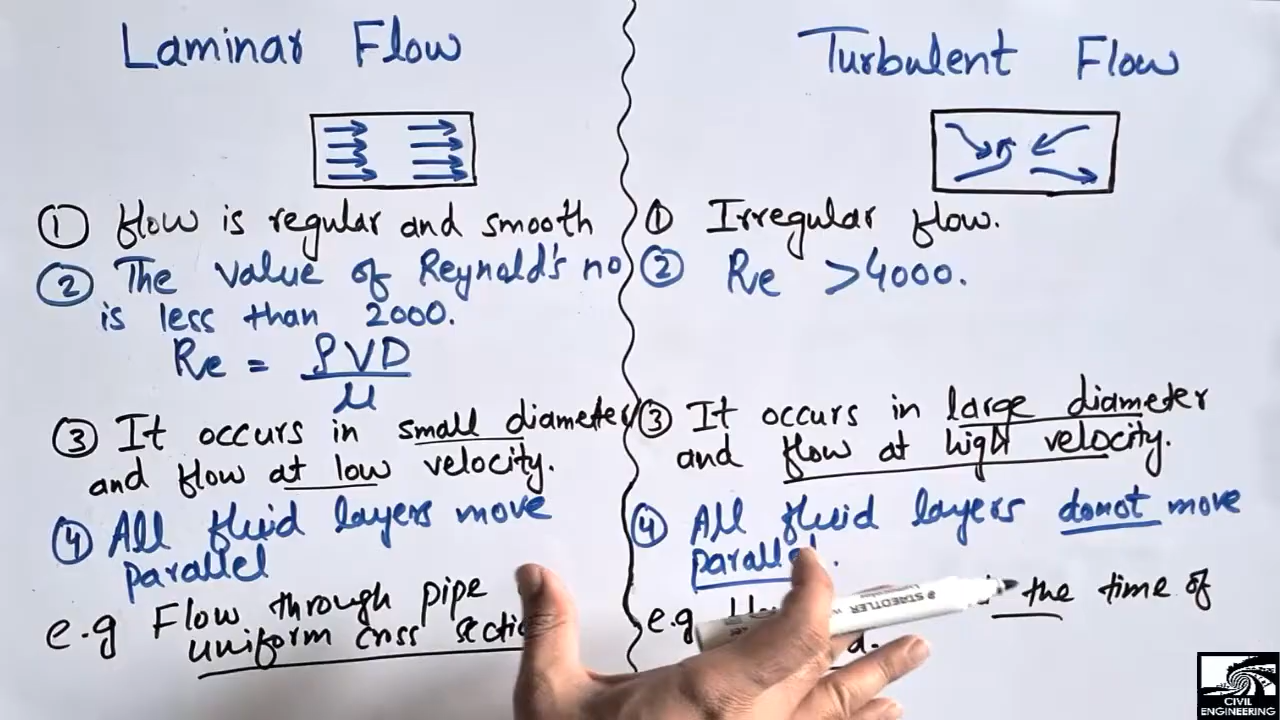 Laminar Flow
① flow is regular and smooth
② The value of Reynold's no
is less than 2000.
Re = ρVD
μ
③ It occurs in small diameter
and flow at low velocity.
④ All fluid layers move
parallel
e.g Flow through pipe
uniform cross
Turbulent Flow
① Irregular flow.
② Re >4000.
③ It occurs in large diameter
and flow at high velocity.
④ All fluid layers donot move
e.g the time of
STAEDTLER
CIVIL
ENGINEERING